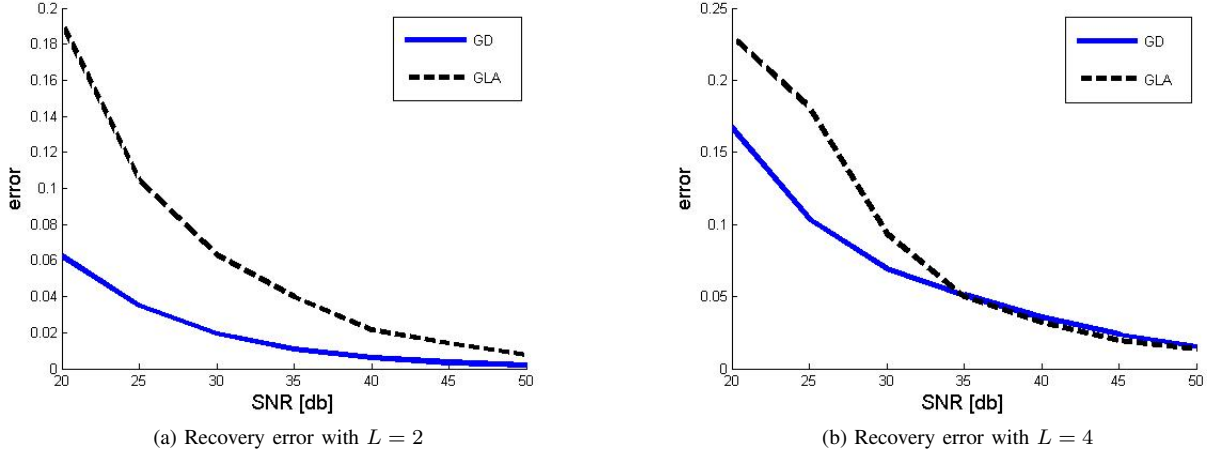 0.2
0.18
0.16
0.14
0.12
0.1
0.08
0.06
0.04
0.02
0
error
20 25 30 35 40 45 50
SNR [db]
GD
GLA
(a) Recovery error with L = 2
0.25
0.2
0.15
0.1
0.05
0
error
20 25 30 35 40 45 50
SNR [db]
GD
GLA
(b) Recovery error with L = 4